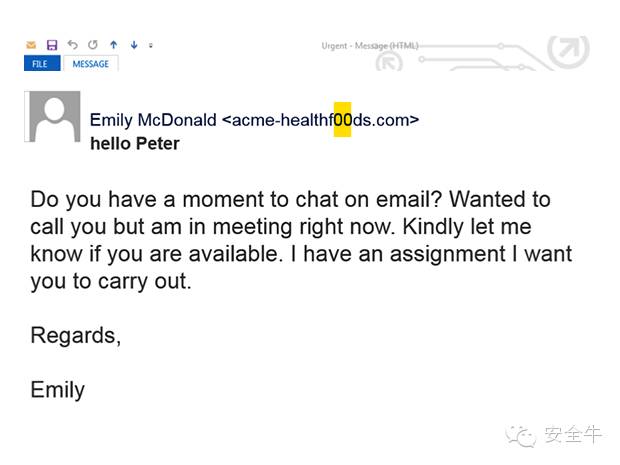 Urgent - Message (HTML)
FILE MESSAGE
Emily McDonald <acme-healthf00ds.com>
hello Peter
Do you have a moment to chat on email? Wanted to
call you but am in meeting right now. Kindly let me
know if you are available. I have an assignment I want
you to carry out.
Regards,
Emily
安全牛